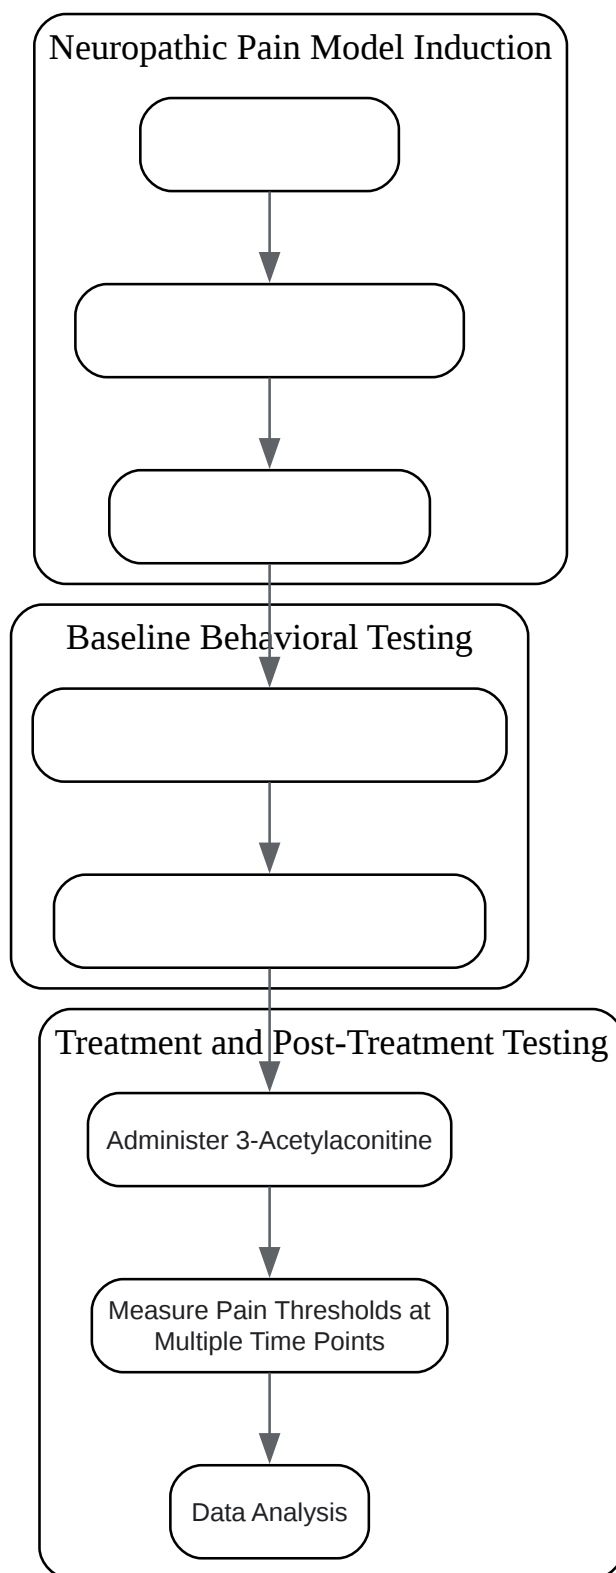 Neuropathic Pain Model Induction
Baseline Behavioral Testing
Treatment and Post-Treatment Testing
Administer 3-Acetylaconitine
Measure Pain Thresholds at
Multiple Time Points
Data Analysis